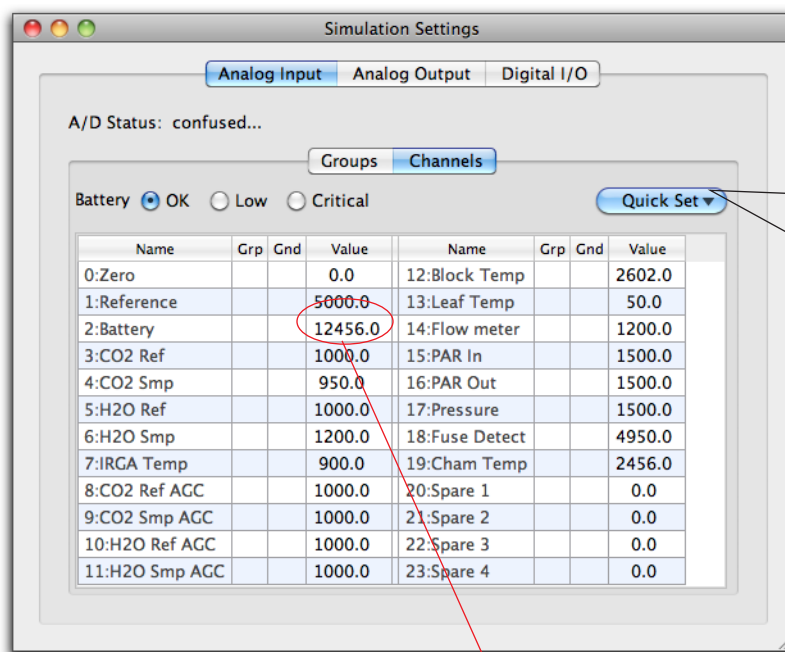 Simulation Settings
Analog Input Analog Output Digital I/O
A/D Status: confused...
Groups Channels
Battery OK Low Critical Quick Set
Name Grp Gnd Value Name Grp Gnd Value
0:Zero 0.0 12:Block Temp 2602.0
1:Reference 5000.0 13:Leaf Temp 50.0
2:Battery 12456.0 14:Flow meter 1200.0
3:CO2 Ref 1000.0 15:PAR In 1500.0
4:CO2 Smp 950.0 16:PAR Out 1500.0
5:H2O Ref 1000.0 17:Pressure 1500.0
6:H2O Smp 1200.0 18:Fuse Detect 4950.0
7:IRGA Temp 900.0 19:Cham Temp 2456.0
8:CO2 Ref AGC 1000.0 20:Spare 1 0.0
9:CO2 Smp AGC 1000.0 21:Spare 2 0.0
10:H2O Ref AGC 1000.0 22:Spare 3 0.0
11:H2O Smp AGC 1000.0 23:Spare 4 0.0